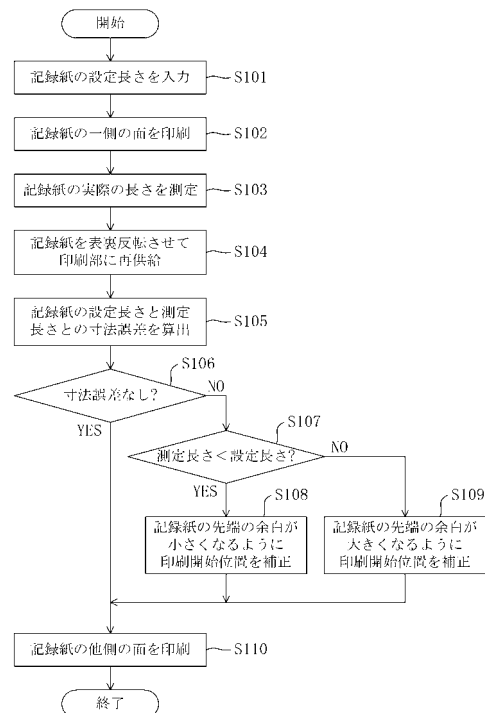 開始
記録紙の設定長さを入力
S101
記録紙の一側の面を印刷
S102
記録紙の実際の長さを測定
S103
記録紙を表裏反転させて
印刷部に再供給
S104
記録紙の設定長さと測定
長さとの寸法誤差を算出
S105
S106
寸法誤差なし?
NO
YES
S107
測定長さ<設定長さ?
NO
YES
S108
記録紙の先端の余白が
小さくなるように
印刷開始位置を補正
S109
記録紙の先端の余白が
大きくなるように
印刷開始位置を補正
記録紙の他側の面を印刷
S110
終了